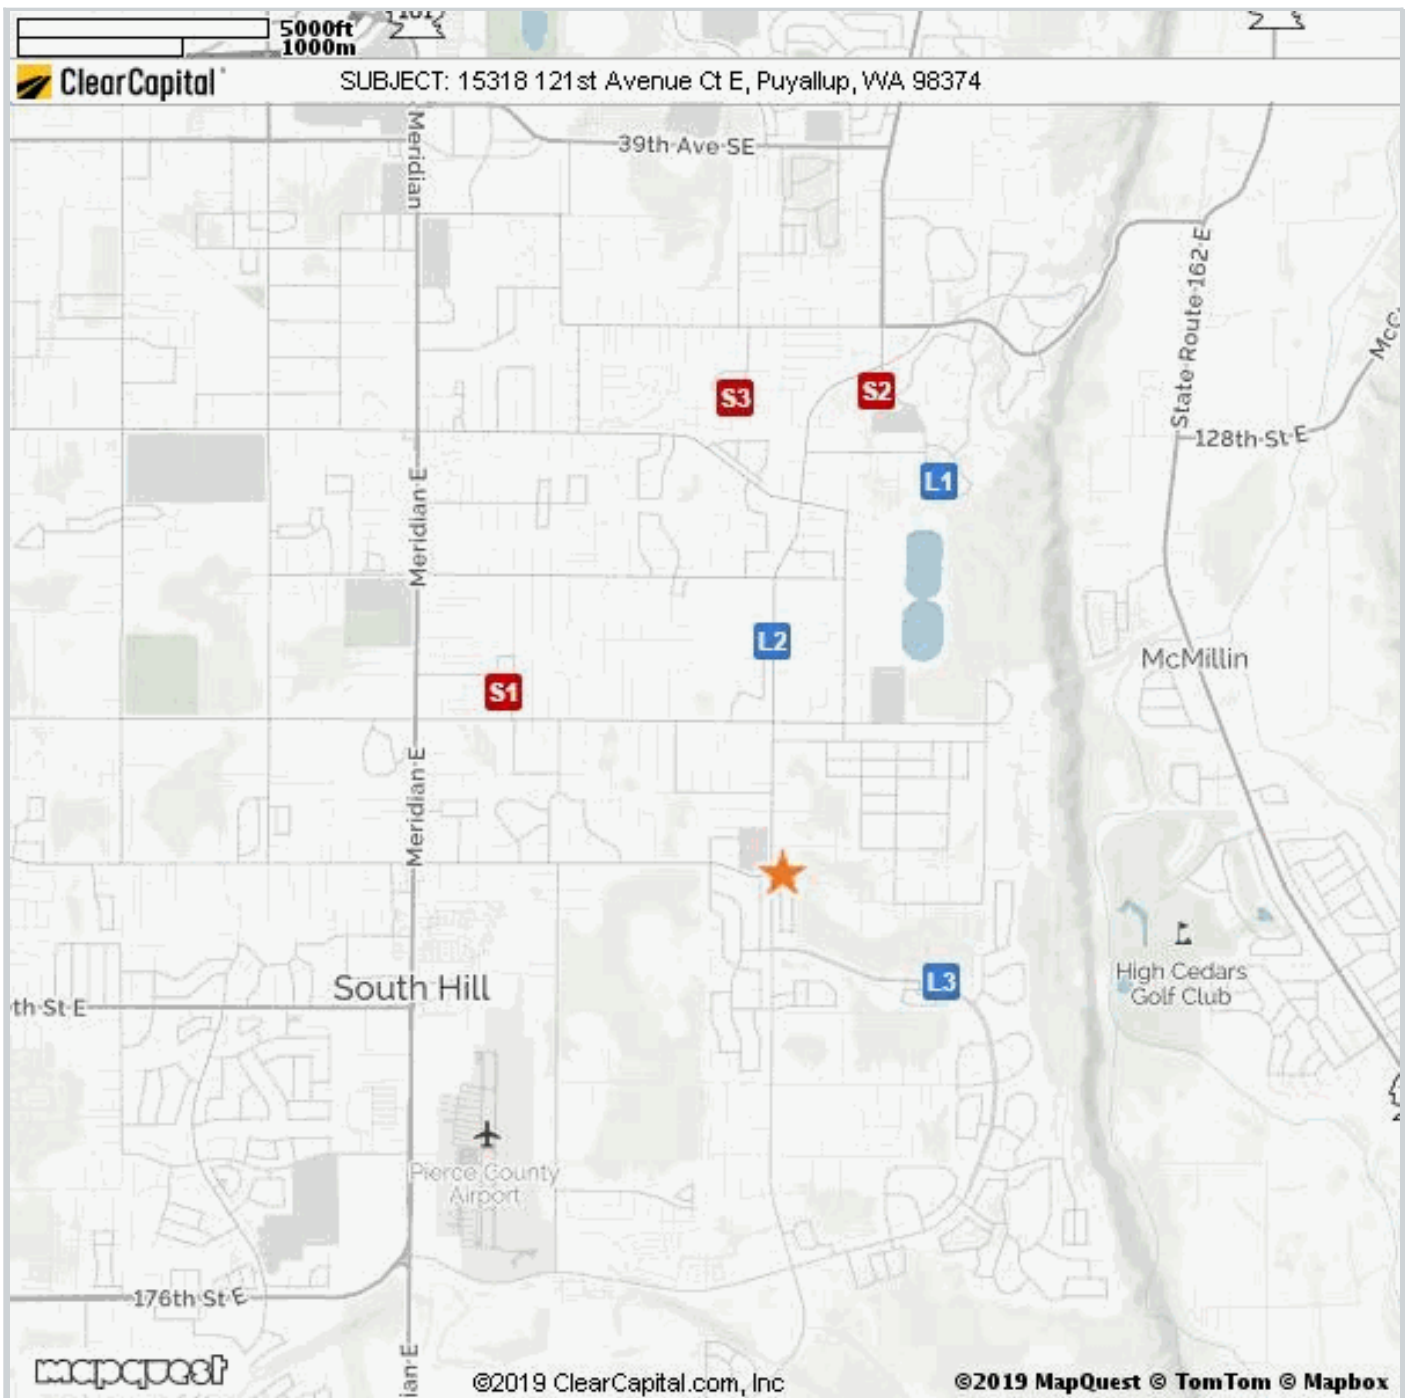 161
5000ft
1000m
ClearCapital
SUBJECT: 15318 121st Avenue Ct E, Puyallup, WA 98374
Meridian
39th Ave SE
State Route 162 E
S3
S2
128th St E
L1
Meridian E
L2
McMillin
S1
Meridian E
L3
High Cedars
Golf Club
South Hill
th St E
Pierce County
Airport
176th St E
ian E
mapquest
©2019 ClearCapital.com, Inc
©2019 MapQuest © TomTom © Mapbox